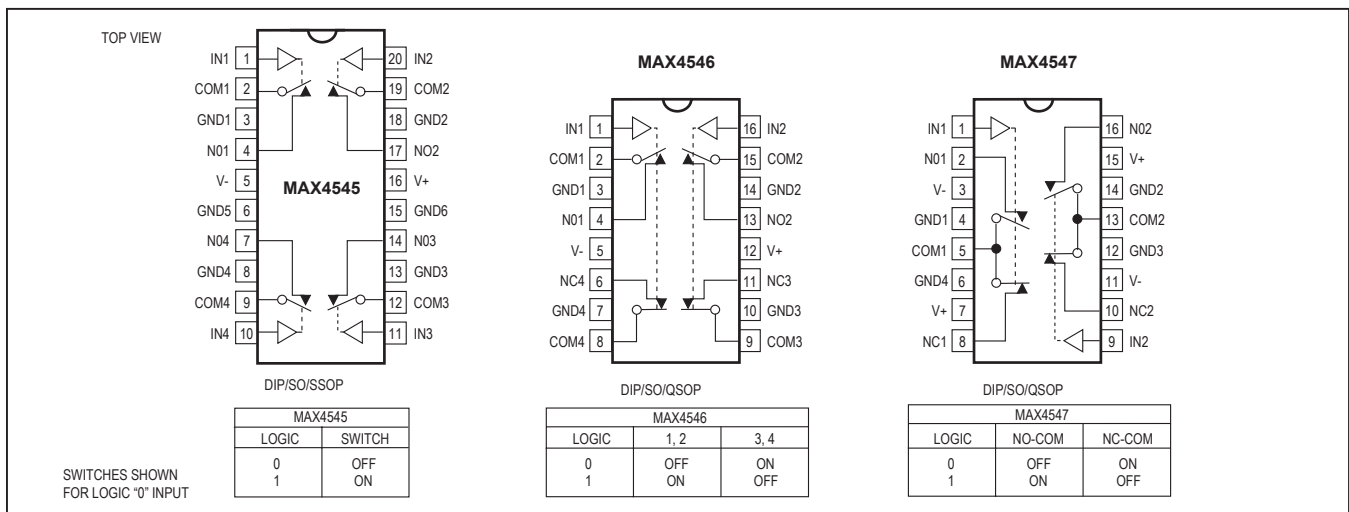 TOP VIEW
IN1 1 20 IN2
COM1 2 19 COM2
GND1 3 18 GND2
N01 4 17 NO2
V- 5 16 V+
MAX4545
GND5 6 15 GND6
N04 7 14 N03
GND4 8 13 GND3
COM4 9 12 COM3
IN4 10 11 IN3
DIP/SO/SSOP
MAX4545
LOGIC SWITCH
0 OFF
1 ON
SWITCHES SHOWN
FOR LOGIC “0” INPUT
MAX4546
IN1 1 16 IN2
COM1 2 15 COM2
GND1 3 14 GND2
N01 4 13 NO2
V- 5 12 V+
NC4 6 11 NC3
GND4 7 10 GND3
COM4 8 9 COM3
DIP/SO/QSOP
MAX4546
LOGIC 1, 2 3, 4
0 OFF ON
1 ON OFF
MAX4547
IN1 1 16 N02
N01 2 15 V+
V- 3 14 GND2
GND1 4 13 COM2
COM1 5 12 GND3
GND4 6 11 V-
V+ 7 10 NC2
NC1 8 9 IN2
DIP/SO/QSOP
MAX4547
LOGIC NO-COM NC-COM
0 OFF ON
1 ON OFF